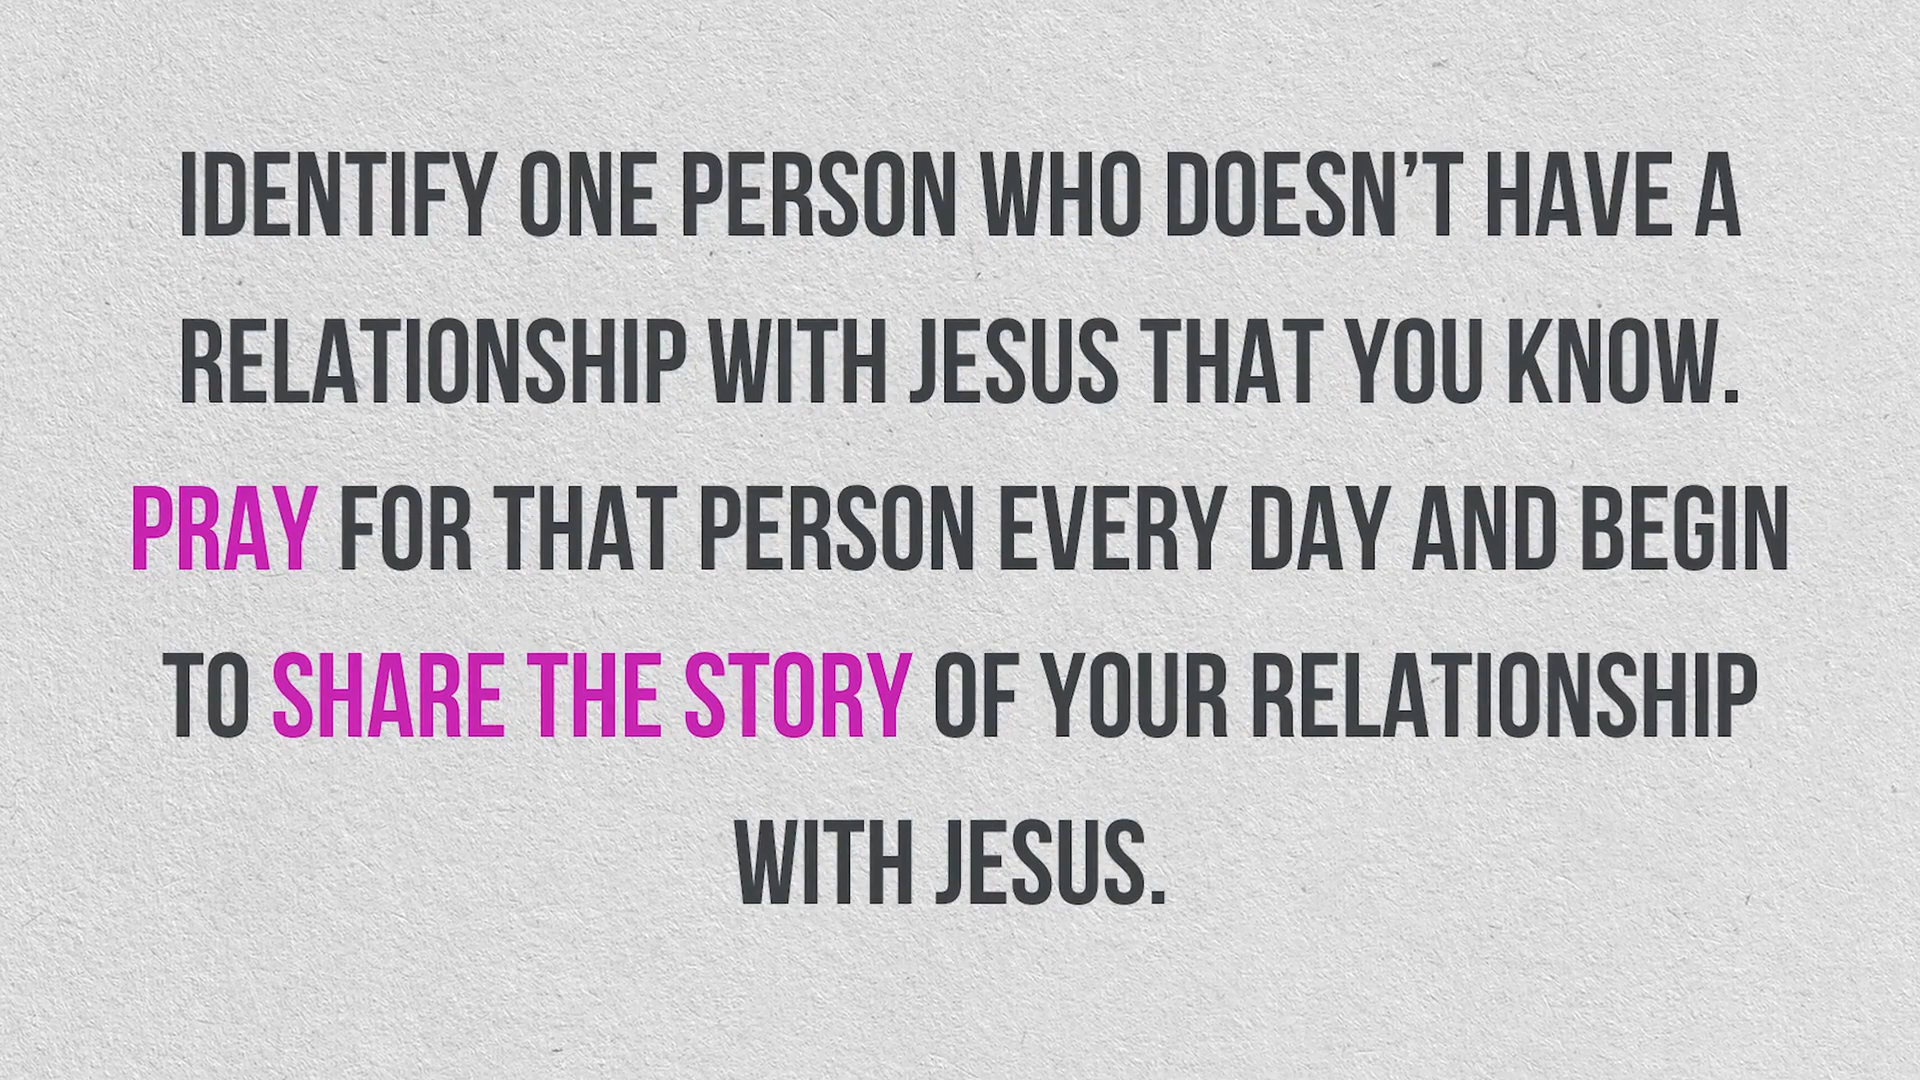 IDENTIFY ONE PERSON WHO DOESN’T HAVE A
RELATIONSHIP WITH JESUS THAT YOU KNOW.
PRAY FOR THAT PERSON EVERY DAY AND BEGIN
TO SHARE THE STORY OF YOUR RELATIONSHIP
WITH JESUS.